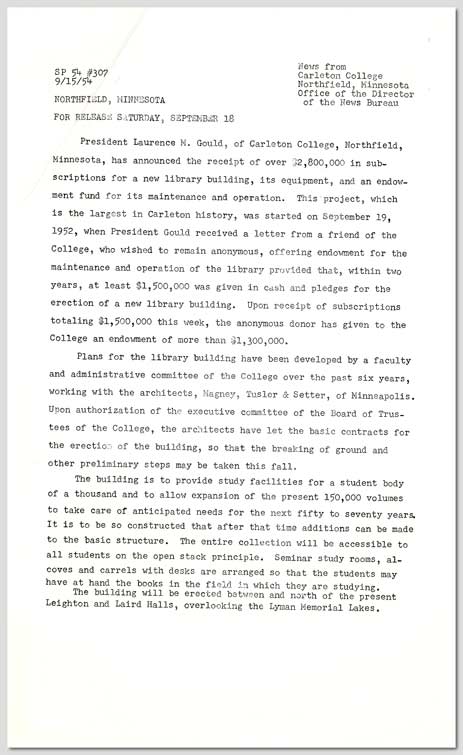 SP 54 #307
9/15/54
News from
Carleton College
Northfield, Minnesota
Office of the Director
of the News Bureau
NORTHFIELD, MINNESOTA
FOR RELEASE SATURDAY, SEPTEMBER 18
President Laurence M. Gould, of Carleton College, Northfield,
Minnesota, has announced the receipt of over $2,800,000 in sub-
scriptions for a new library building, its equipment, and an endow-
ment fund for its maintenance and operation. This project, which
is the largest in Carleton history, was started on September 19,
1952, when President Gould received a letter from a friend of the
College, who wished to remain anonymous, offering endowment for the
maintenance and operation of the library provided that, within two
years, at least $1,500,000 was given in cash and pledges for the
erection of a new library building. Upon receipt of subscriptions
totaling $1,500,000 this week, the anonymous donor has given to the
College an endowment of more than $1,300,000.
Plans for the library building have been developed by a faculty
and administrative committee of the College over the past six years,
working with the architects, Magney, Tusler & Setter, of Minneapolis.
Upon authorization of the executive committee of the Board of Trus-
tees of the College, the architects have let the basic contracts for
the erection of the building, so that the breaking of ground and
other preliminary steps may be taken this fall.
The building is to provide study facilities for a student body
of a thousand and to allow expansion of the present 150,000 volumes
to take care of anticipated needs for the next fifty to seventy years.
It is to be so constructed that after that time additions can be made
to the basic structure. The entire collection will be accessible to
all students on the open stack principle. Seminar study rooms, al-
coves and carrels with desks are arranged so that the students may
have at hand the books in the field in which they are studying.
The building will be erected between and north of the present
Leighton and Laird Halls, overlooking the Lyman Memorial Lakes.